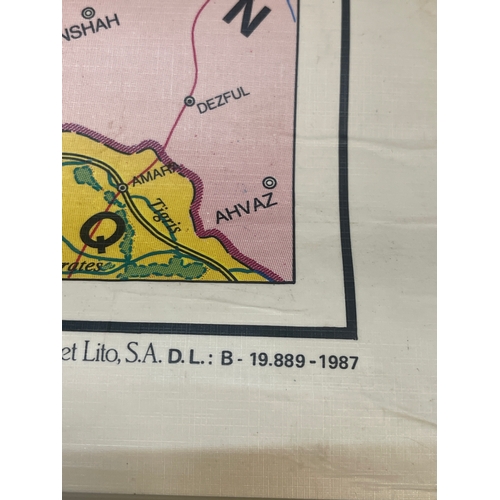 N
NSHAH
DEZFUL
AMARA
AHVAZ
Tigris
Q
rates
et Lito, S.A. D.L.: B - 19.889 - 1987